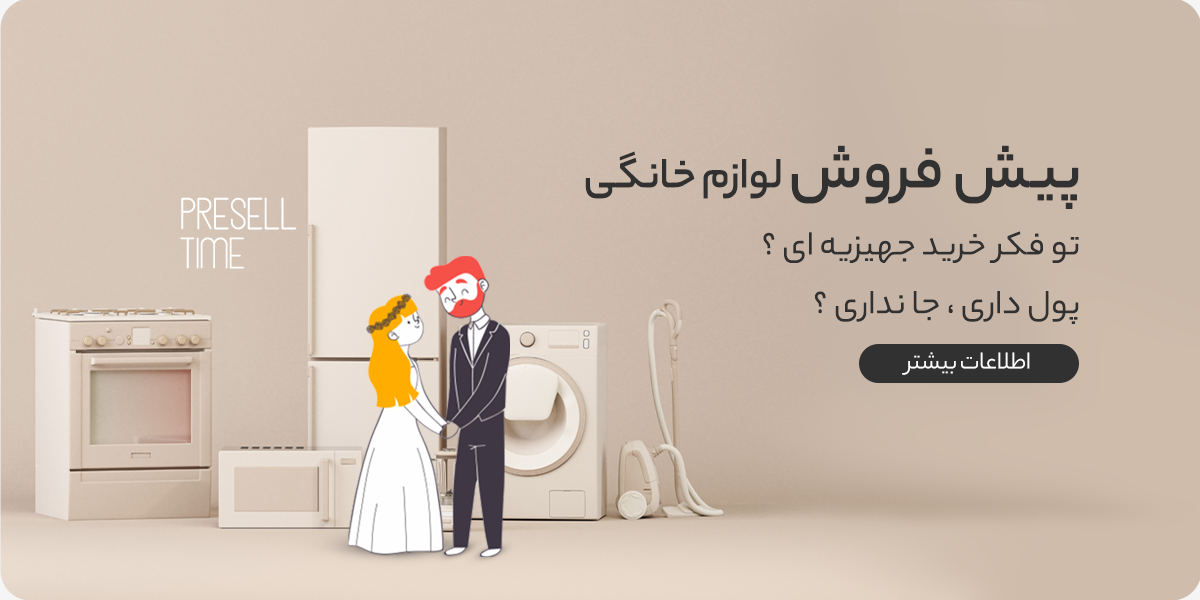 پیش فروش لوازم خانگی
تو فکر خرید جهیزیه ای ؟
پول داری ، جا نداری ؟
اطلاعات بیشتر
PRESELL
TIME